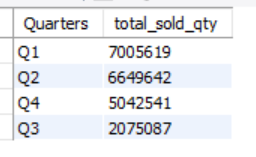 Quarters total_sold_qty
Q1 7005619
Q2 6649642
Q4 5042541
Q3 2075087